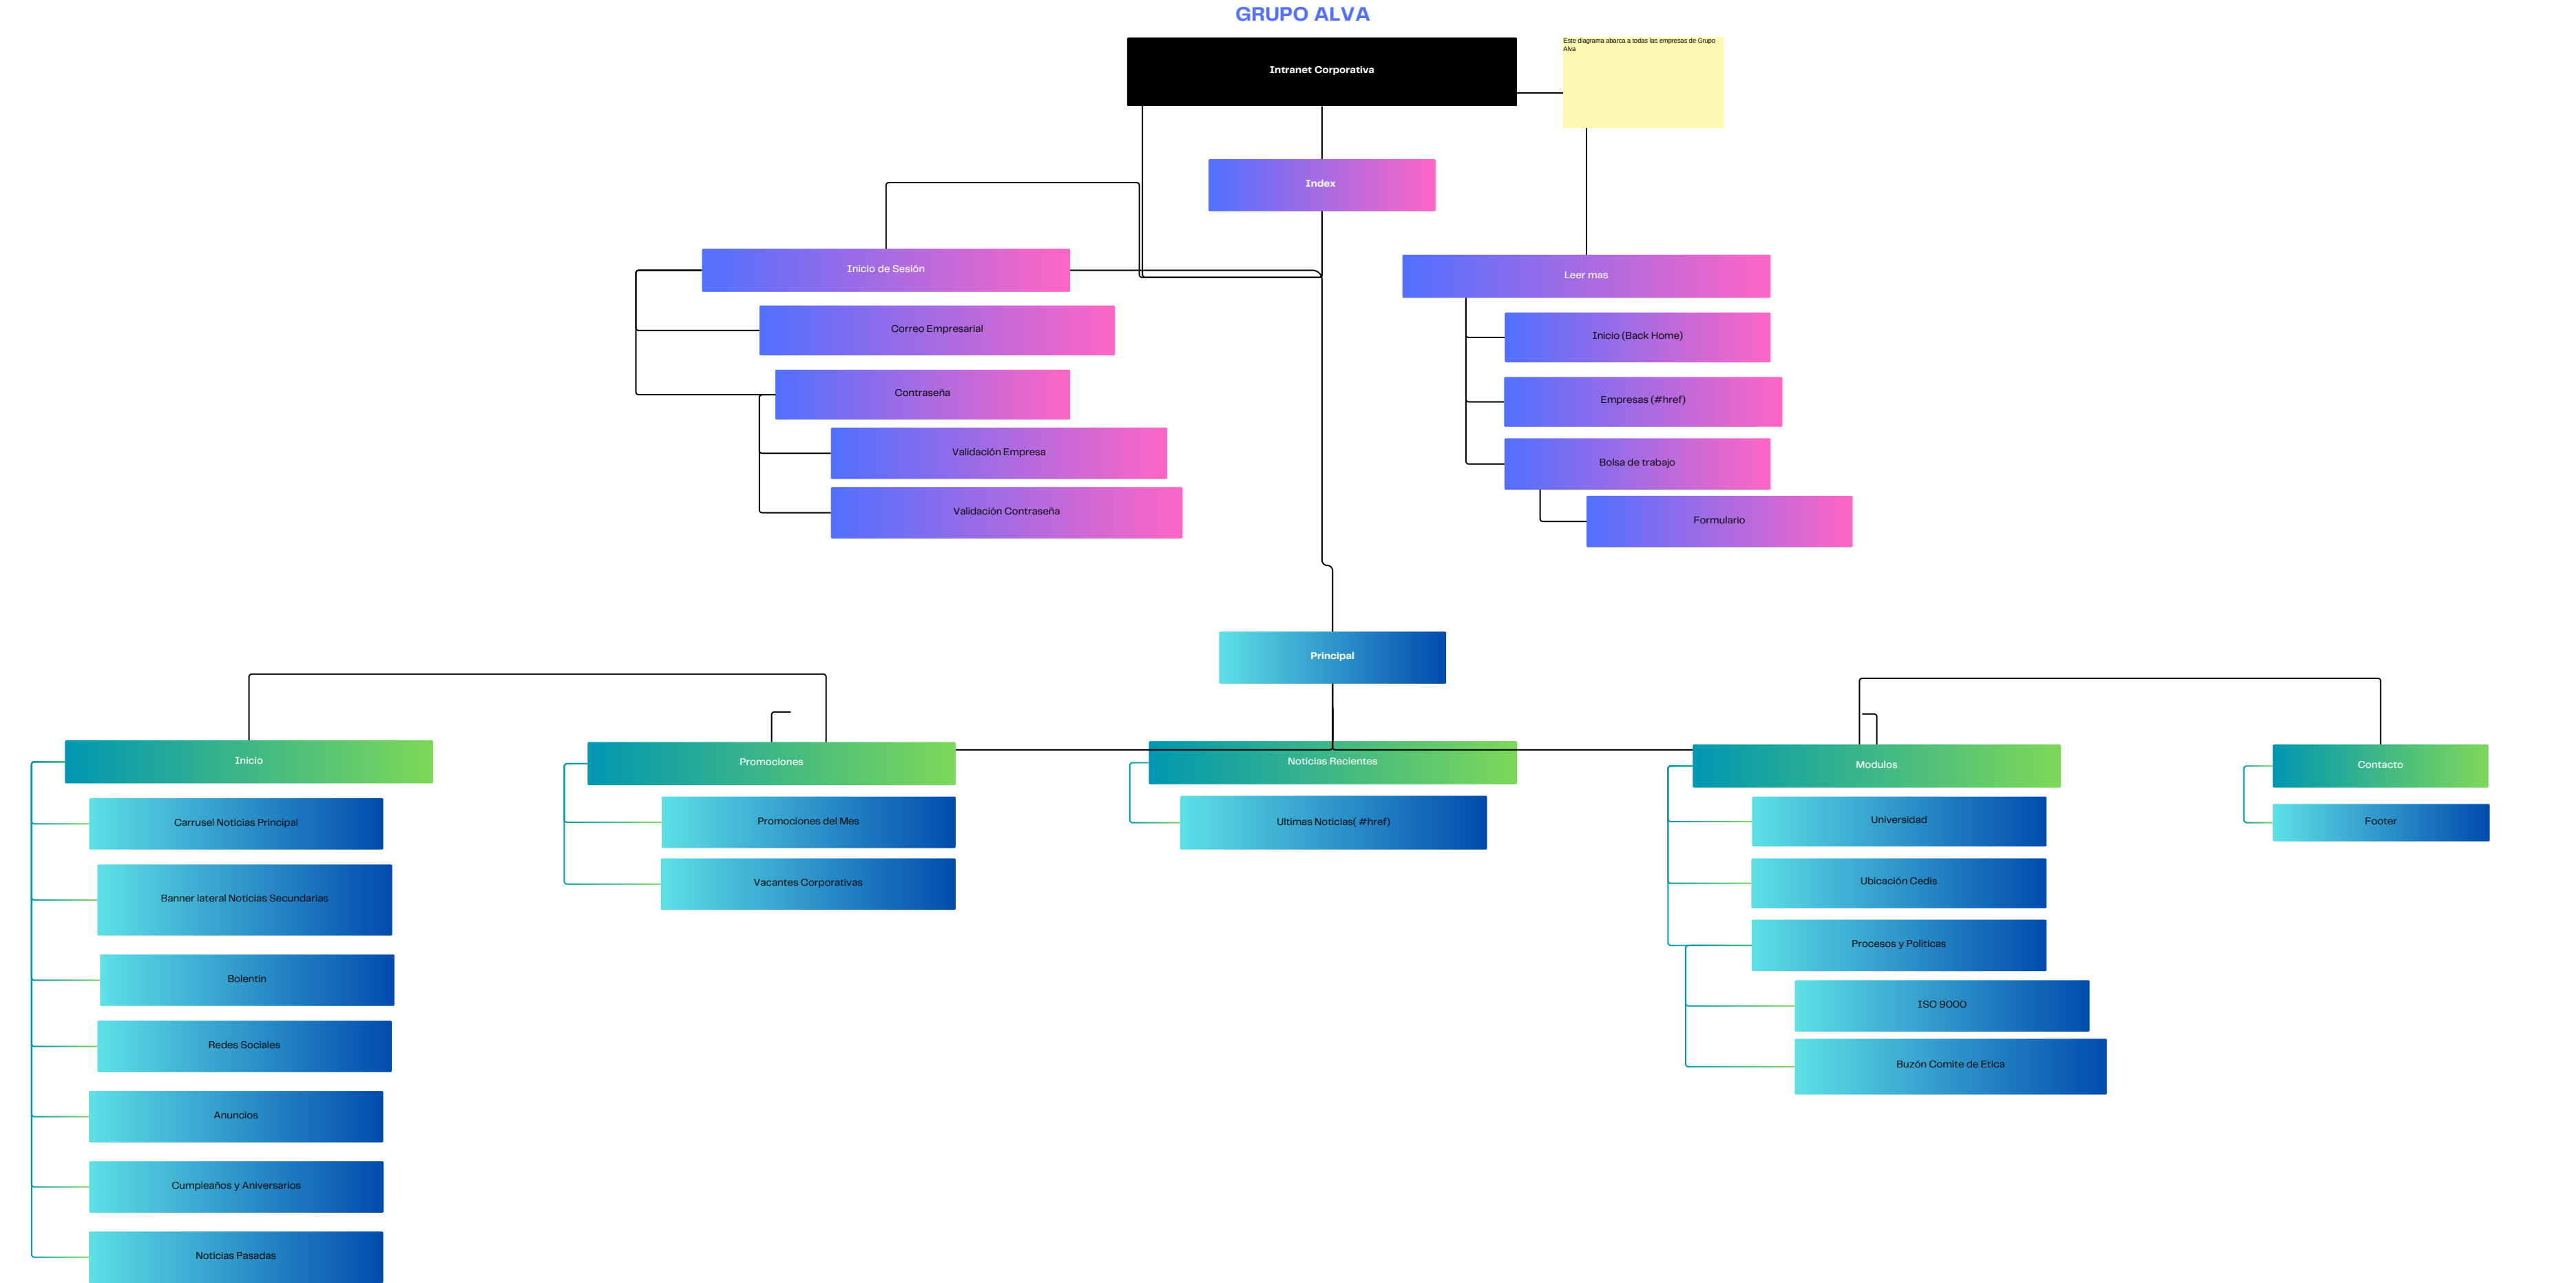 GRUPO ALVA
Intranet Corporativa
Este diagrama abarca a todas las empresas de Grupo
Alva
Index
Inicio de Sesión
Correo Empresarial
Contraseña
Validación Empresa
Validación Contraseña
Leer mas
Inicio (Back Home)
Empresas (#href)
Bolsa de trabajo
Formulario
Principal
Inicio
Carrusel Noticias Principal
Banner lateral Noticias Secundarias
Bolentin
Redes Sociales
Anuncios
Cumpleaños y Aniversarios
Noticias Pasadas
Promociones
Promociones del Mes
Vacantes Corporativas
Noticias Recientes
Ultimas Noticias( #href)
Modulos
Universidad
Ubicación Cedis
Procesos y Politicas
ISO 9000
Buzón Comite de Etica
Contacto
Footer